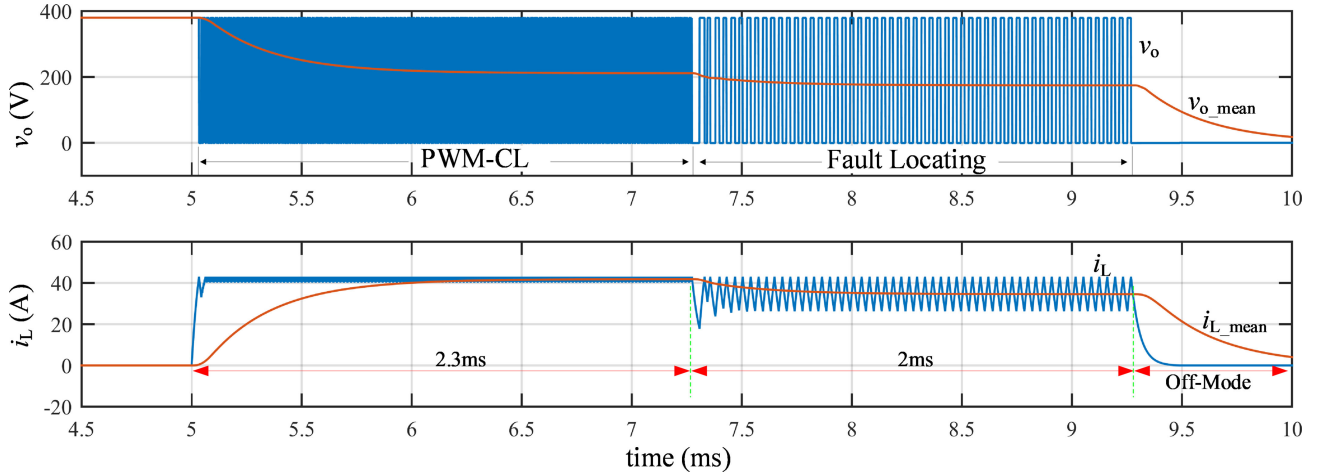 400
200
0
v_o (V)
v_o
v_o_mean
PWM-CL
Fault Locating
4.5 5 5.5 6 6.5 7 7.5 8 8.5 9 9.5 10
60
40
20
0
-20
i_L (A)
i_L
i_L_mean
2.3ms
2ms
Off-Mode
4.5 5 5.5 6 6.5 7 7.5 8 8.5 9 9.5 10
time (ms)